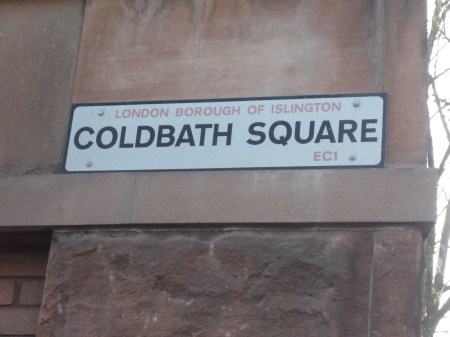 LONDON BOROUGH OF ISLINGTON
COLDBATH SQUARE
EC1